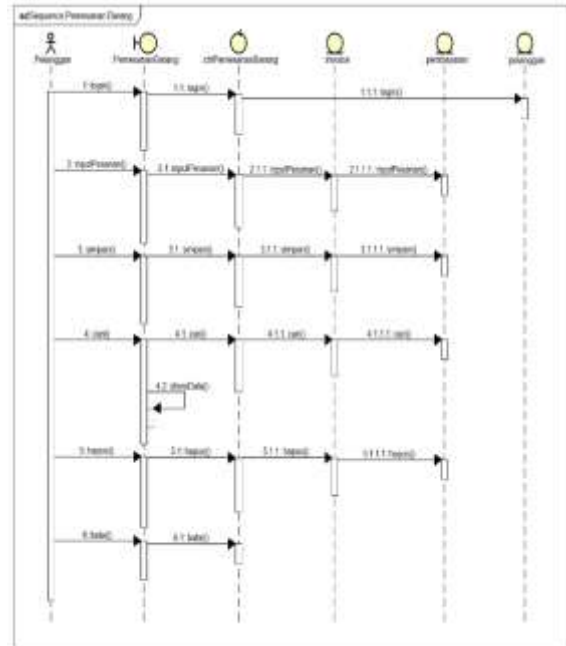 sd Sequence Pemesanan Barang
Pelanggan
PemesananBarang
ctrlPemesananBarang
invoice
pemesanan
pelanggan
1: login()
1.1: login()
1.1.1: login()
2: inputPesanan()
2.1: inputPesanan()
2.1.1: inputPesanan()
2.1.1.1: inputPesanan()
3: simpan()
3.1: simpan()
3.1.1: simpan()
3.1.1.1: simpan()
4: cari()
4.1: cari()
4.1.1: cari()
4.1.1.1: cari()
4.2: showData()
5: hapus()
5.1: hapus()
5.1.1: hapus()
5.1.1.1: hapus()
6: batal()
6.1: batal()